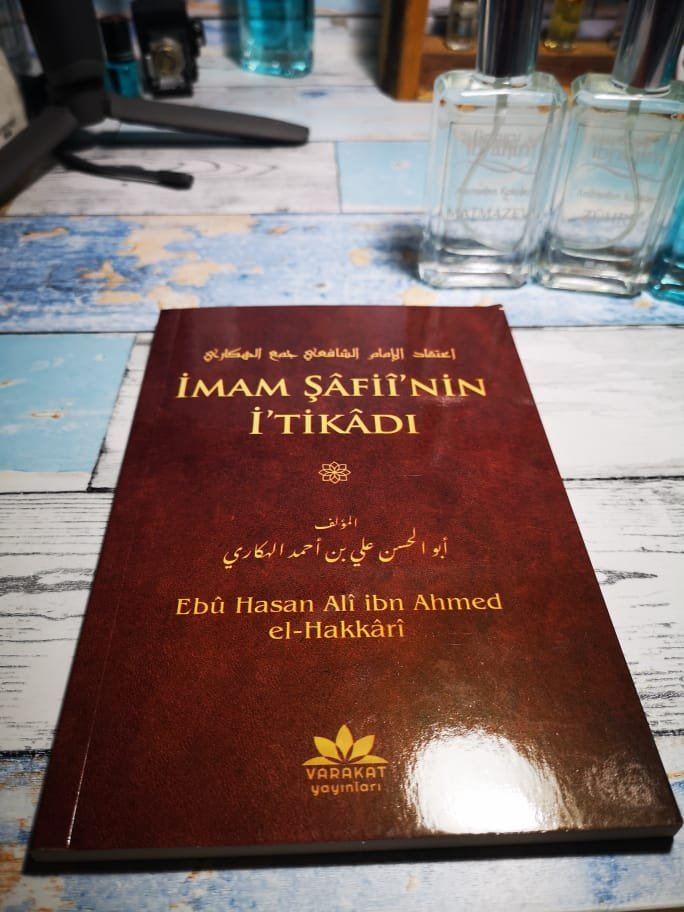 اعتقاد الإمام الشافعي جمع الهكاري
İMAM ŞÂFİÎ'NİN
İ'TİKÂDI
المؤلف
أبو الحسن علي بن أحمد الهكاري
Ebû Hasan Alî ibn Ahmed
el-Hakkârî
VARAKAT
yayınları